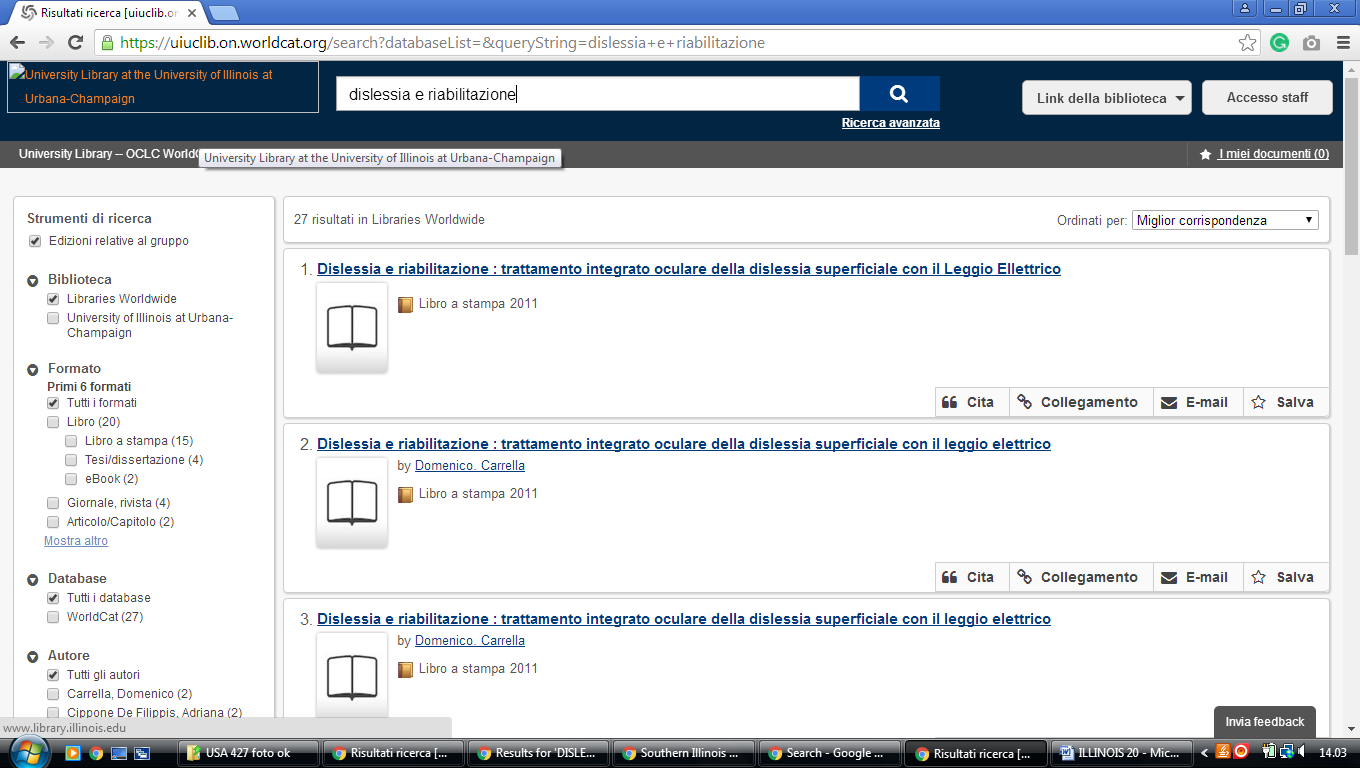 Risultati ricerca [uiuclib.or
https://uiuclib.on.worldcat.org/search?databaseList=&queryString=dislessia+e+riabilitazione
University Library at the University of Illinois at
Urbana-Champaign
dislessia e riabilitazione
Ricerca avanzata
Link della biblioteca
Accesso staff
University Library -- OCLC WorldC
University Library at the University of Illinois at Urbana-Champaign
I miei documenti (0)
Strumenti di ricerca
Edizioni relative al gruppo
Biblioteca
Libraries Worldwide
University of Illinois at Urbana-
Champaign
Formato
Primi 6 formati
Tutti i formati
Libro (20)
Libro a stampa (15)
Tesi/dissertazione (4)
eBook (2)
Giornale, rivista (4)
Articolo/Capitolo (2)
Mostra altro
Database
Tutti i database
WorldCat (27)
Autore
Tutti gli autori
Carrella, Domenico (2)
Cippone De Filippis, Adriana (2)
27 risultati in Libraries Worldwide
Ordinati per: Miglior corrispondenza
1. Dislessia e riabilitazione : trattamento integrato oculare della dislessia superficiale con il Leggio Ellettrico
Libro a stampa 2011
Cita Collegamento E-mail Salva
2. Dislessia e riabilitazione : trattamento integrato oculare della dislessia superficiale con il leggio elettrico
by Domenico. Carrella
Libro a stampa 2011
Cita Collegamento E-mail Salva
3. Dislessia e riabilitazione : trattamento integrato oculare della dislessia superficiale con il leggio elettrico
by Domenico. Carrella
Libro a stampa 2011
Invia feedback
www.library.illinois.edu
USA 427 foto ok
Risultati ricerca [...
Results for 'DISLE...
Southern Illinois ...
Search - Google ...
Risultati ricerca [...
ILLINOIS 20 - Mic...
14.03